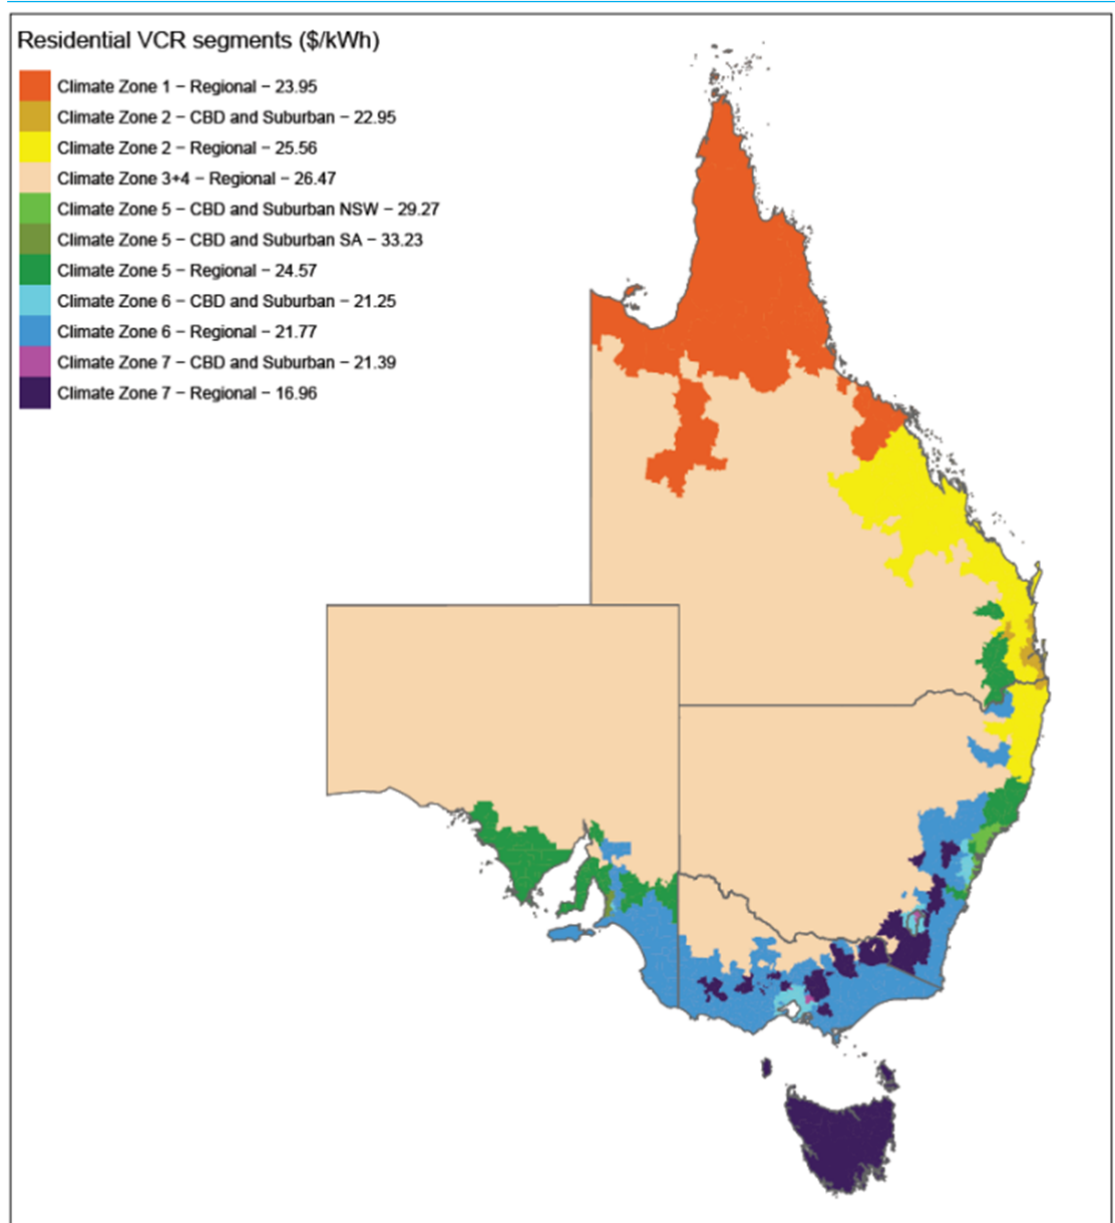 Residential VCR segments ($/kWh)
Climate Zone 1 − Regional − 23.95
Climate Zone 2 − CBD and Suburban − 22.95
Climate Zone 2 − Regional − 25.56
Climate Zone 3+4 − Regional − 26.47
Climate Zone 5 − CBD and Suburban NSW − 29.27
Climate Zone 5 − CBD and Suburban SA − 33.23
Climate Zone 5 − Regional − 24.57
Climate Zone 6 − CBD and Suburban − 21.25
Climate Zone 6 − Regional − 21.77
Climate Zone 7 − CBD and Suburban − 21.39
Climate Zone 7 − Regional − 16.96